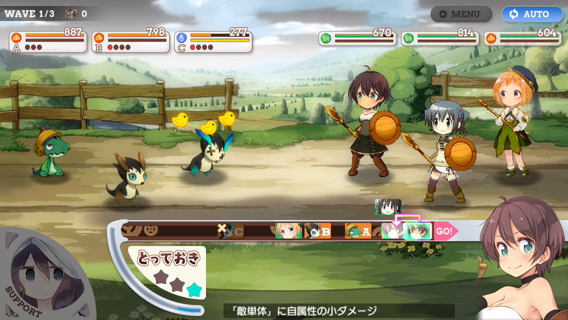 WAVE 1/3 0
MENU
AUTO
887
798
277
670
814
604
A
B
C
C
B
A
GO!
とっておき
SUPPORT
「敵単体」に自属性の小ダメージ